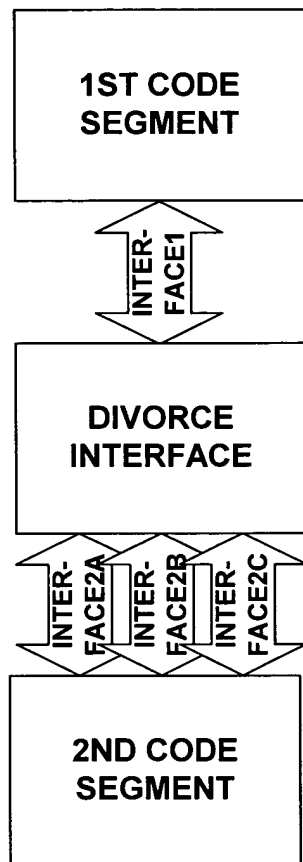 1ST CODE
SEGMENT
INTER-
FACE1
DIVORCE
INTERFACE
INTER-
FACE2A
INTER-
FACE2B
INTER-
FACE2C
2ND CODE
SEGMENT